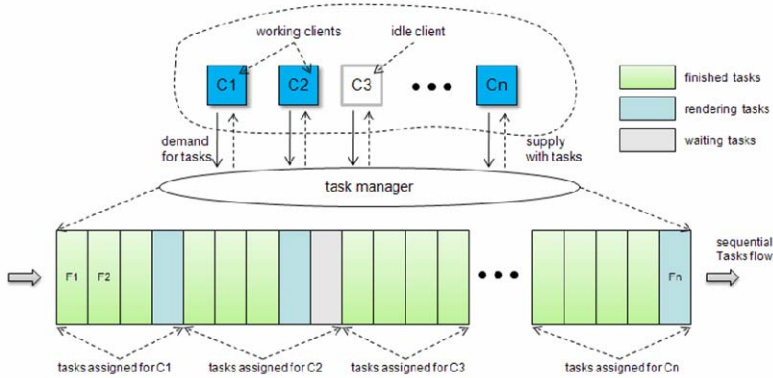 working clients
idle client
C1
C2
C3
Cn
finished tasks
rendering tasks
waiting tasks
demand
for tasks
supply
with tasks
task manager
F1
F2
Fn
sequential
Tasks flow
tasks assigned for C1
tasks assigned for C2
tasks assigned for C3
tasks assigned for Cn